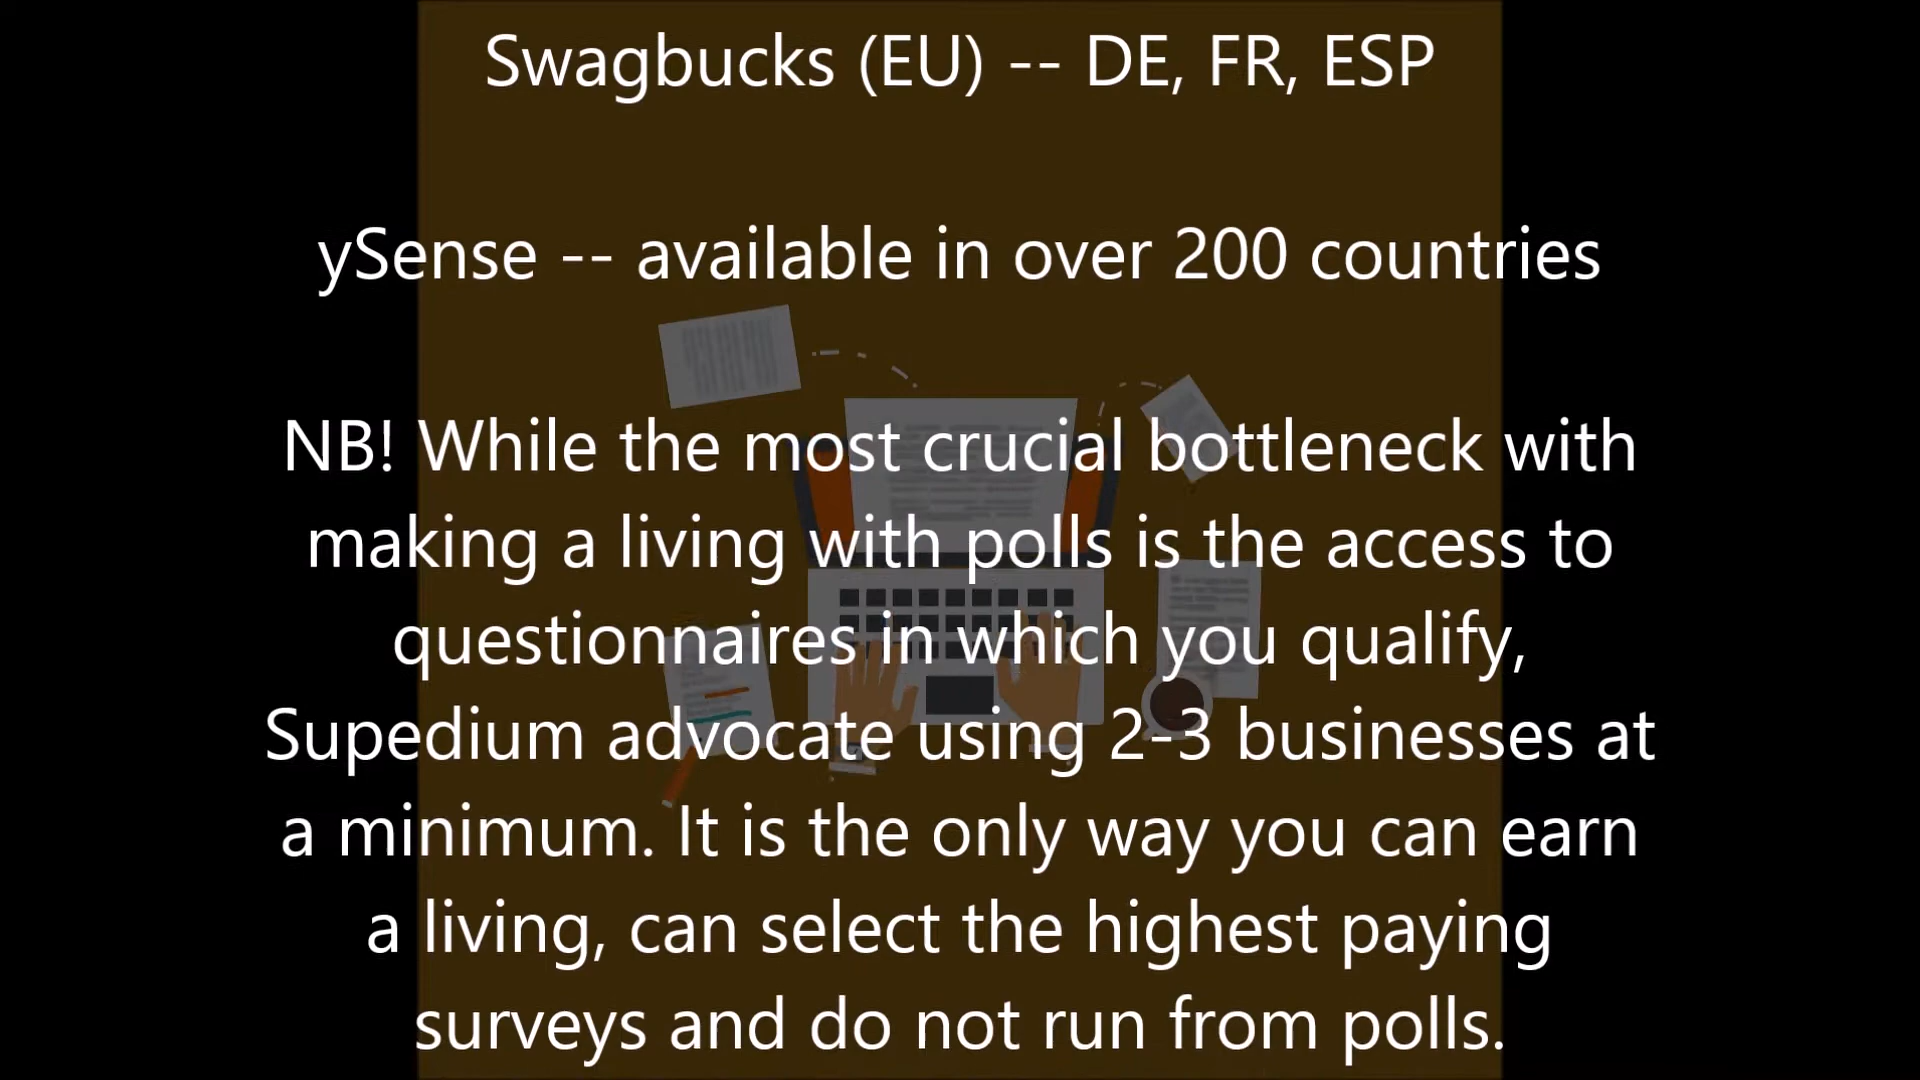 Swagbucks (EU) -- DE, FR, ESP
ySense -- available in over 200 countries
NB! While the most crucial bottleneck with
making a living with polls is the access to
questionnaires in which you qualify,
Supedium advocate using 2-3 businesses at
a minimum. It is the only way you can earn
a living, can select the highest paying
surveys and do not run from polls.